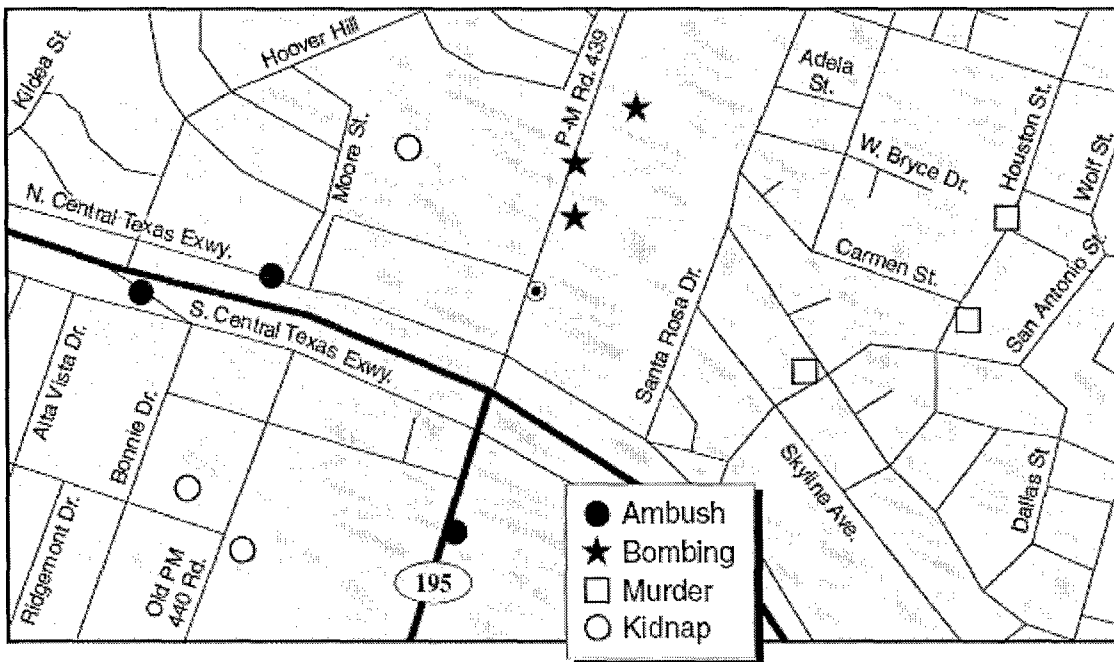 Kildea St.
Hoover Hill
Moore St.
P-M Rd. 439
Adela
St.
W. Bryce Dr.
Houston St.
Wolf St.
N. Central Texas Exwy.
Carmen St.
San Antonio St.
S. Central Texas Exwy.
Santa Rosa Dr.
Alta Vista Dr.
Bonnie Dr.
Skyline Ave.
Dallas St
Ridgemont Dr.
Old PM
440 Rd.
195
Ambush
Bombing
Murder
Kidnap